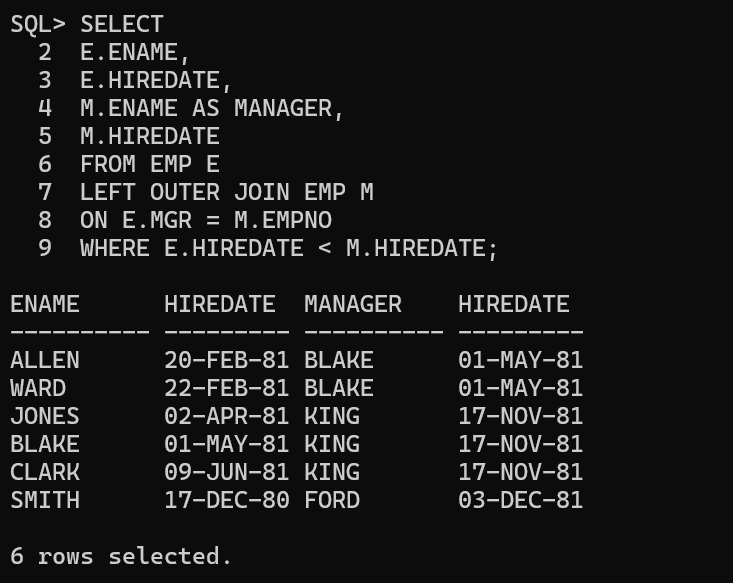 SQL> SELECT
  2  E.ENAME,
  3  E.HIREDATE,
  4  M.ENAME AS MANAGER,
  5  M.HIREDATE
  6  FROM EMP E
  7  LEFT OUTER JOIN EMP M
  8  ON E.MGR = M.EMPNO
  9  WHERE E.HIREDATE < M.HIREDATE;

ENAME      HIREDATE  MANAGER    HIREDATE
---------- --------- ---------- ---------
ALLEN      20-FEB-81 BLAKE      01-MAY-81
WARD       22-FEB-81 BLAKE      01-MAY-81
JONES      02-APR-81 KING       17-NOV-81
BLAKE      01-MAY-81 KING       17-NOV-81
CLARK      09-JUN-81 KING       17-NOV-81
SMITH      17-DEC-80 FORD       03-DEC-81

6 rows selected.